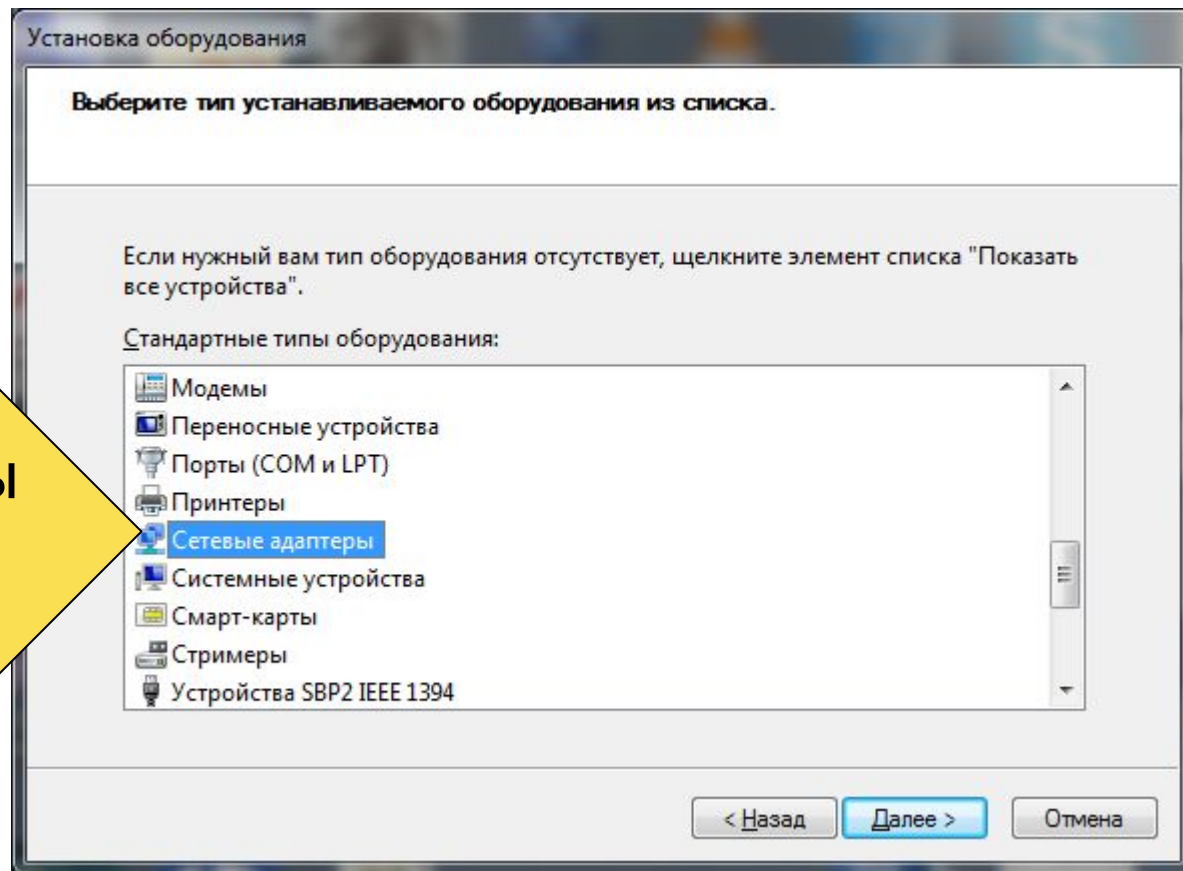 Установка оборудования
Выберите тип устанавливаемого оборудования из списка.
Если нужный вам тип оборудования отсутствует, щелкните элемент списка "Показать
все устройства".
Стандартные типы оборудования:
Модемы
Переносные устройства
Порты (COM и LPT)
Принтеры
ы
Сетевые адаптеры
Системные устройства
Смарт-карты
Стримеры
Устройства SBP2 IEEE 1394
< Назад
Далее >
Отмена